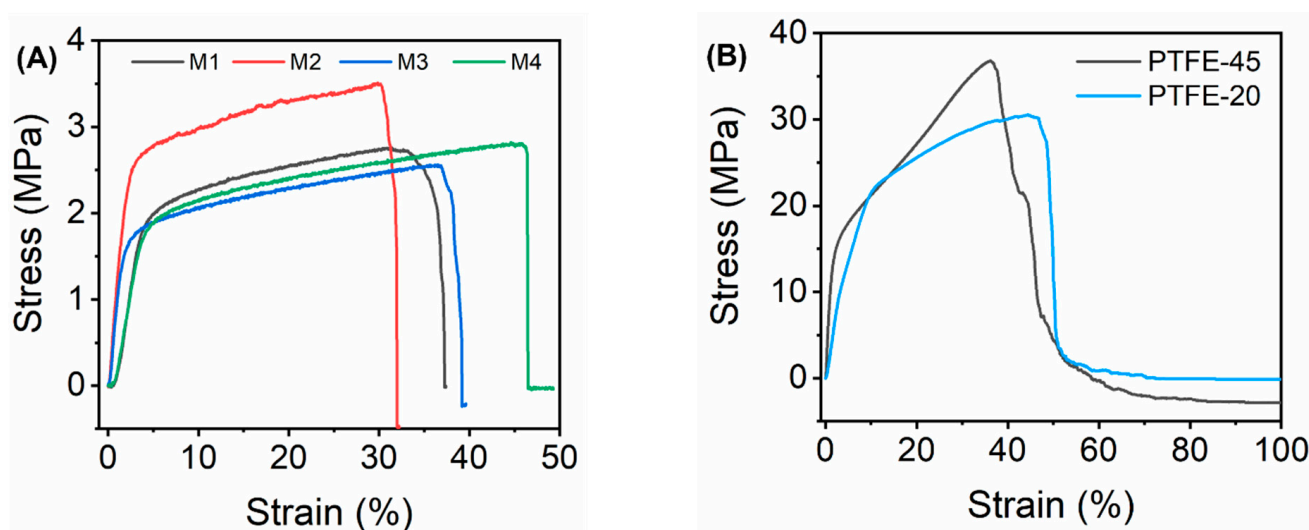 (A)
M1 M2 M3 M4
Stress (MPa)
4
3
2
1
0
0 10 20 30 40 50
Strain (%)
(B)
PTFE-45
PTFE-20
Stress (MPa)
40
30
20
10
0
0 20 40 60 80 100
Strain (%)